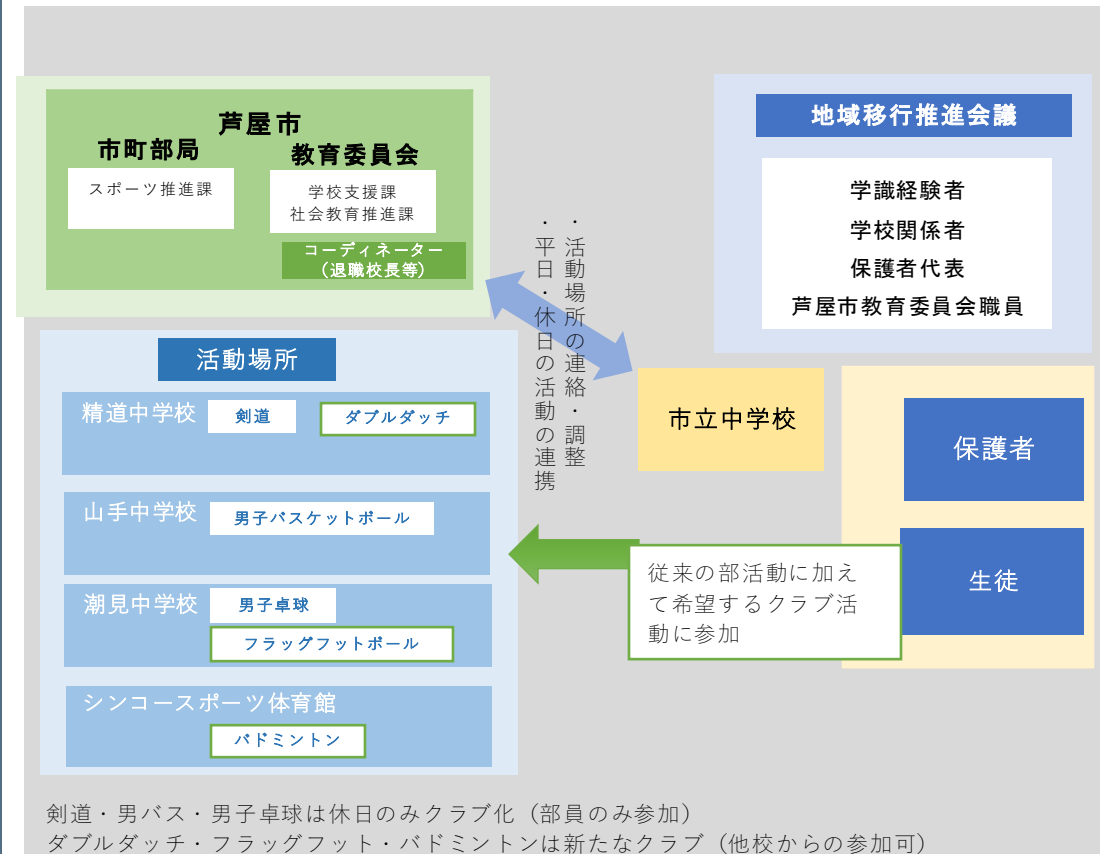 芦屋市
市町部局
教育委員会
スポーツ推進課
学校支援課
社会教育推進課
コーディネーター
（退職校長等）
地域移行推進会議
学識経験者
学校関係者
保護者代表
芦屋市教育委員会職員
・活動場所の連絡・調整
・平日・休日の活動の連携
活動場所
精道中学校
剣道
ダブルダッチ
山手中学校
男子バスケットボール
潮見中学校
男子卓球
フラッグフットボール
シンコースポーツ体育館
バドミントン
市立中学校
保護者
生徒
従来の部活動に加え
て希望するクラブ活
動に参加
剣道・男バス・男子卓球は休日のみクラブ化（部員のみ参加）
ダブルダッチ・フラッグフット・バドミントンは新たなクラブ（他校からの参加可）